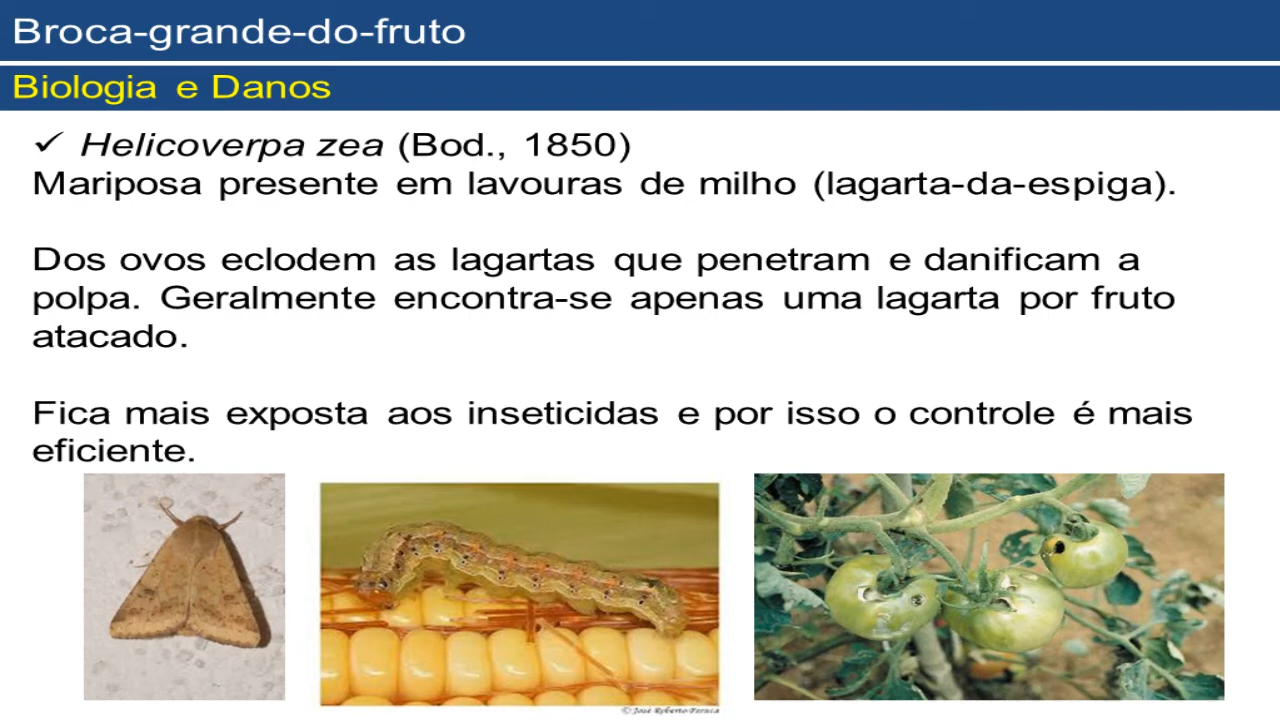 Broca-grande-do-fruto
Biologia e Danos
✓ Helicoverpa zea (Bod., 1850)
Mariposa presente em lavouras de milho (lagarta-da-espiga).
Dos ovos eclodem as lagartas que penetram e danificam a
polpa. Geralmente encontra-se apenas uma lagarta por fruto
atacado.
Fica mais exposta aos inseticidas e por isso o controle é mais
eficiente.
© José Roberto Peruca